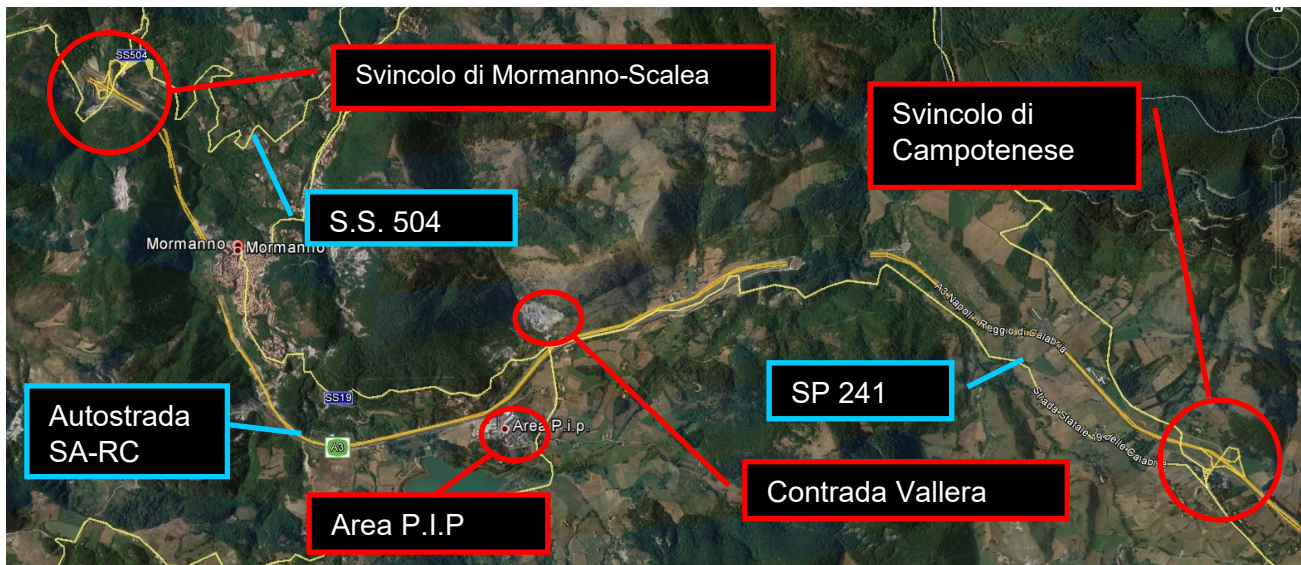 SS504
Svincolo di Mormanno-Scalea
Svincolo di
Campotenese
S.S. 504
Mormanno
Mormanno
A3 Napoli - Reggio di Calabria
SP 241
SS19
Autostrada
SA-RC
A3
Area P.i.p.
Strada Statale 19 delle Calabrie
Contrada Vallera
Area P.I.P